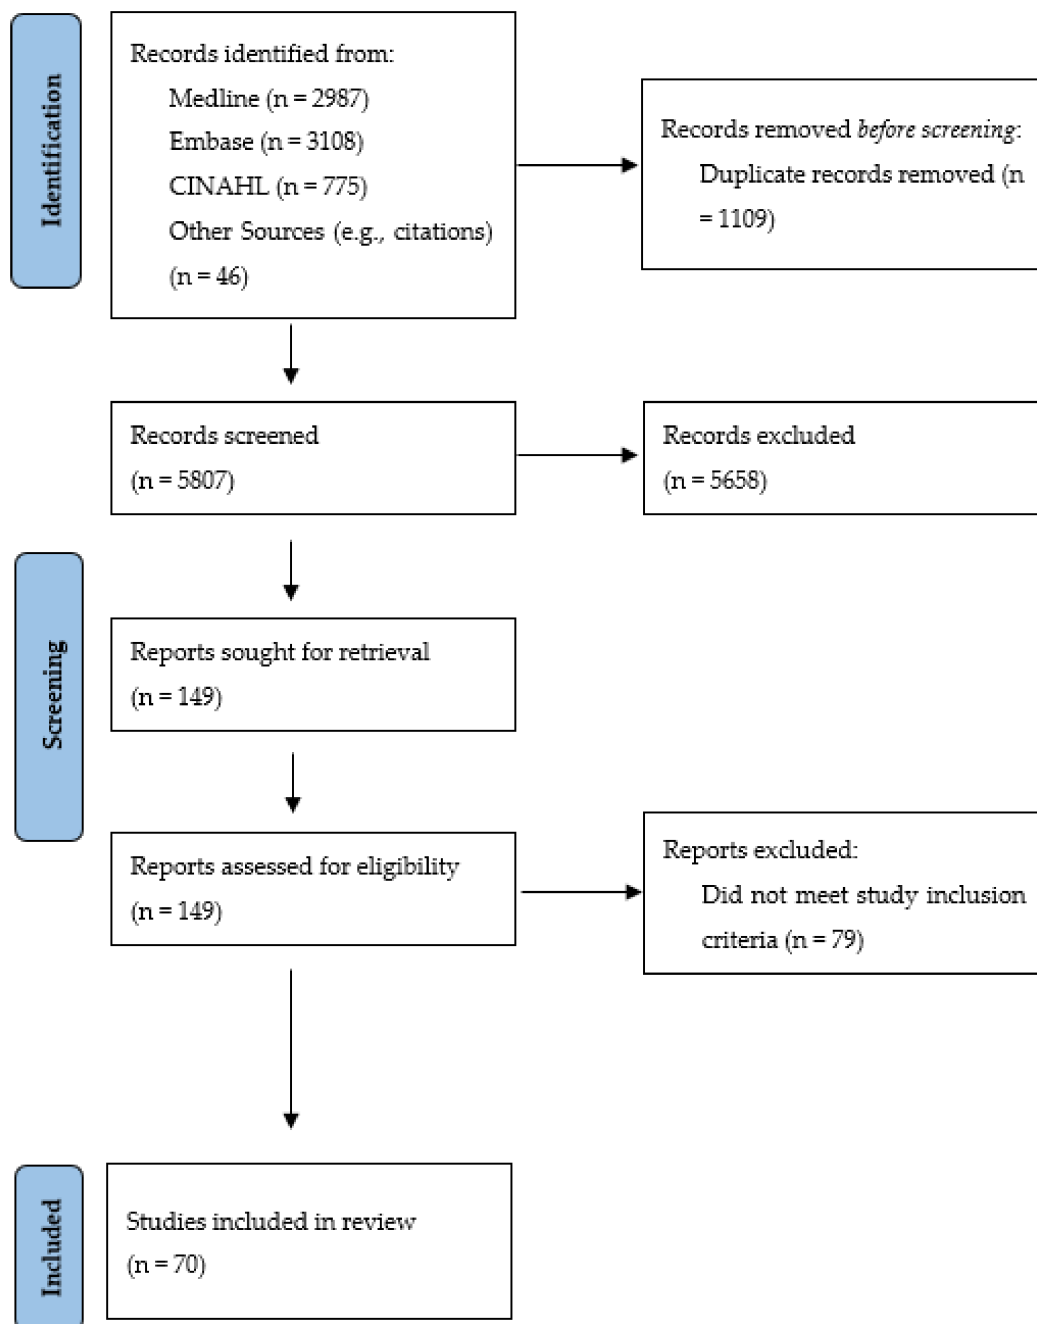 Identification
Records identified from:
Medline (n = 2987)
Embase (n = 3108)
CINAHL (n = 775)
Other Sources (e.g., citations)
(n = 46)
Records removed before screening:
Duplicate records removed (n
= 1109)
Records screened
(n = 5807)
Records excluded
(n = 5658)
Screening
Reports sought for retrieval
(n = 149)
Reports assessed for eligibility
(n = 149)
Reports excluded:
Did not meet study inclusion
criteria (n = 79)
Included
Studies included in review
(n = 70)